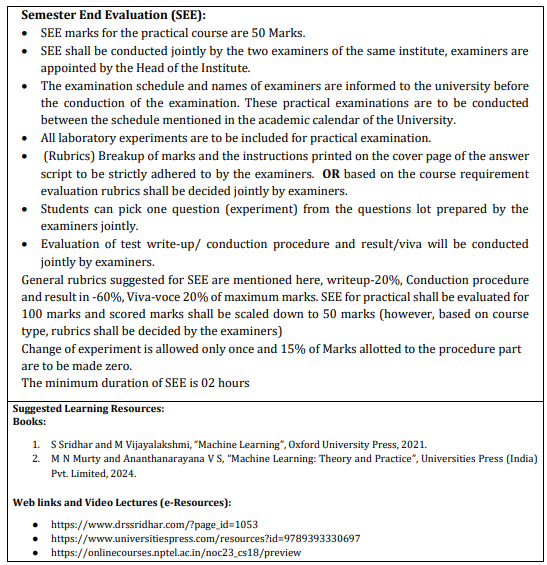 Semester End Evaluation (SEE):
• SEE marks for the practical course are 50 Marks.
• SEE shall be conducted jointly by the two examiners of the same institute, examiners are
appointed by the Head of the Institute.
• The examination schedule and names of examiners are informed to the university before
the conduction of the examination. These practical examinations are to be conducted
between the schedule mentioned in the academic calendar of the University.
• All laboratory experiments are to be included for practical examination.
• (Rubrics) Breakup of marks and the instructions printed on the cover page of the answer
script to be strictly adhered to by the examiners. OR based on the course requirement
evaluation rubrics shall be decided jointly by examiners.
• Students can pick one question (experiment) from the questions lot prepared by the
examiners jointly.
• Evaluation of test write-up/ conduction procedure and result/viva will be conducted
jointly by examiners.
General rubrics suggested for SEE are mentioned here, writeup-20%, Conduction procedure
and result in -60%, Viva-voce 20% of maximum marks. SEE for practical shall be evaluated for
100 marks and scored marks shall be scaled down to 50 marks (however, based on course
type, rubrics shall be decided by the examiners)
Change of experiment is allowed only once and 15% of Marks allotted to the procedure part
are to be made zero.
The minimum duration of SEE is 02 hours
Suggested Learning Resources:
Books:
1. S Sridhar and M Vijayalakshmi, “Machine Learning”, Oxford University Press, 2021.
2. M N Murty and Ananthanarayana V S, “Machine Learning: Theory and Practice”, Universities Press (India)
Pvt. Limited, 2024.
Web links and Video Lectures (e-Resources):
• https://www.drssridhar.com/?page_id=1053
• https://www.universitiespress.com/resources?id=9789393330697
• https://onlinecourses.nptel.ac.in/noc23_cs18/preview